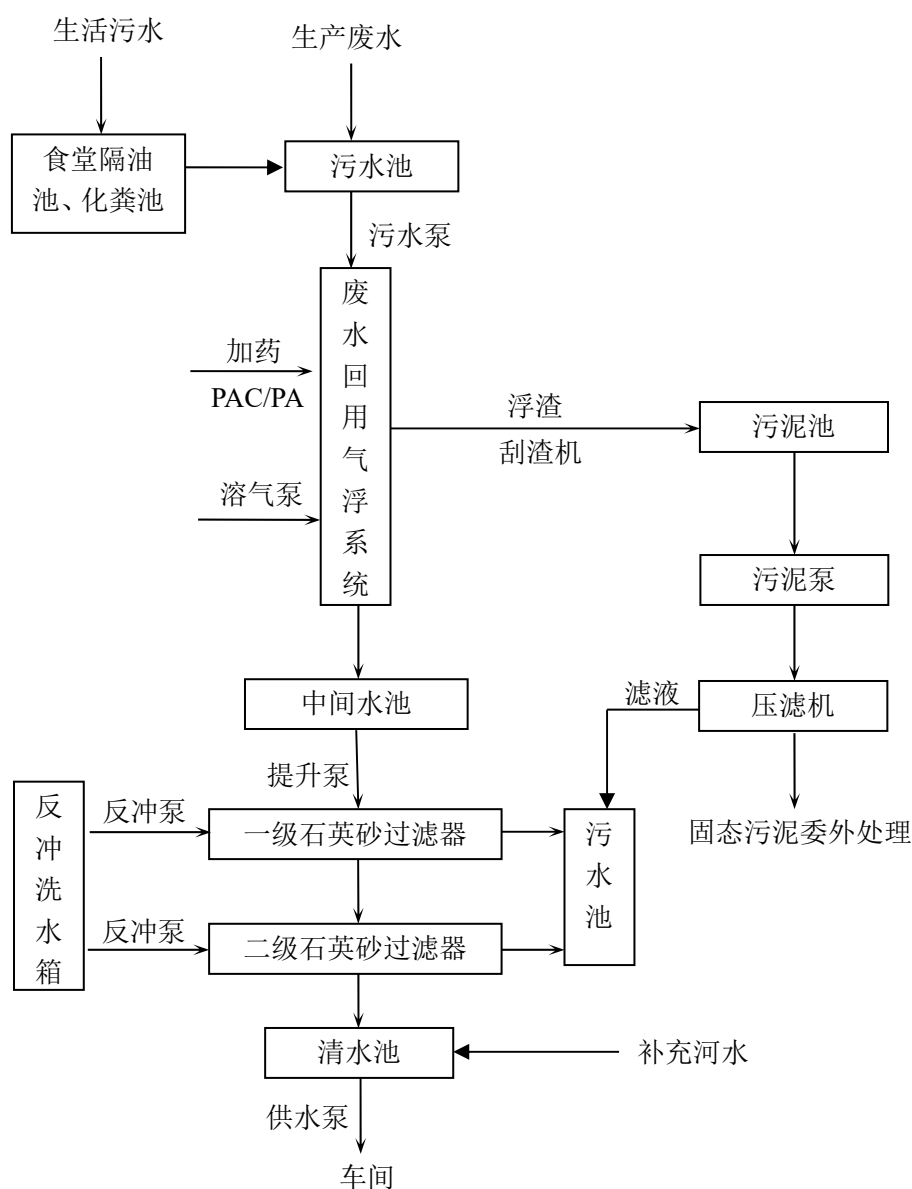 生活污水
生产废水
食堂隔油
池、化粪池
污水池
污水泵
废水回用气浮系统
加药
PAC/PA
溶气泵
浮渣
刮渣机
污泥池
污泥泵
压滤机
滤液
固态污泥委外处理
中间水池
提升泵
反冲洗水箱
反冲泵
一级石英砂过滤器
污水池
反冲泵
二级石英砂过滤器
清水池
补充河水
供水泵
车间